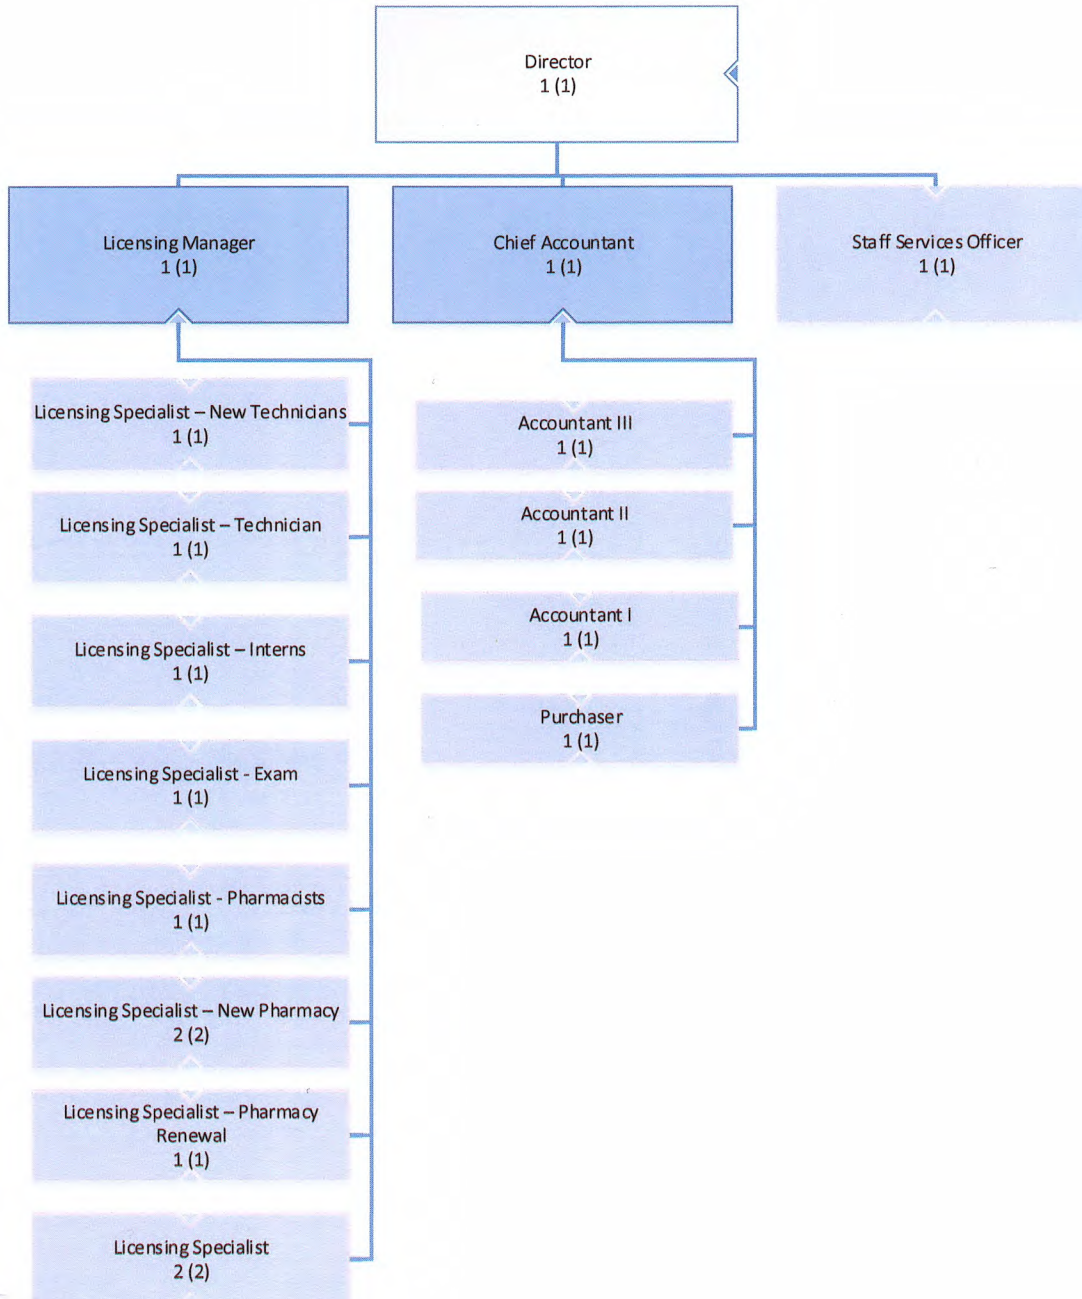 Director
1 (1)
Licensing Manager
1 (1)
Chief Accountant
1 (1)
Staff Services Officer
1 (1)
Licensing Specialist – New Technicians
1 (1)
Licensing Specialist – Technician
1 (1)
Licensing Specialist – Interns
1 (1)
Licensing Specialist - Exam
1 (1)
Licensing Specialist - Pharmacists
1 (1)
Licensing Specialist – New Pharmacy
2 (2)
Licensing Specialist – Pharmacy
Renewal
1 (1)
Licensing Specialist
2 (2)
Accountant III
1 (1)
Accountant II
1 (1)
Accountant I
1 (1)
Purchaser
1 (1)